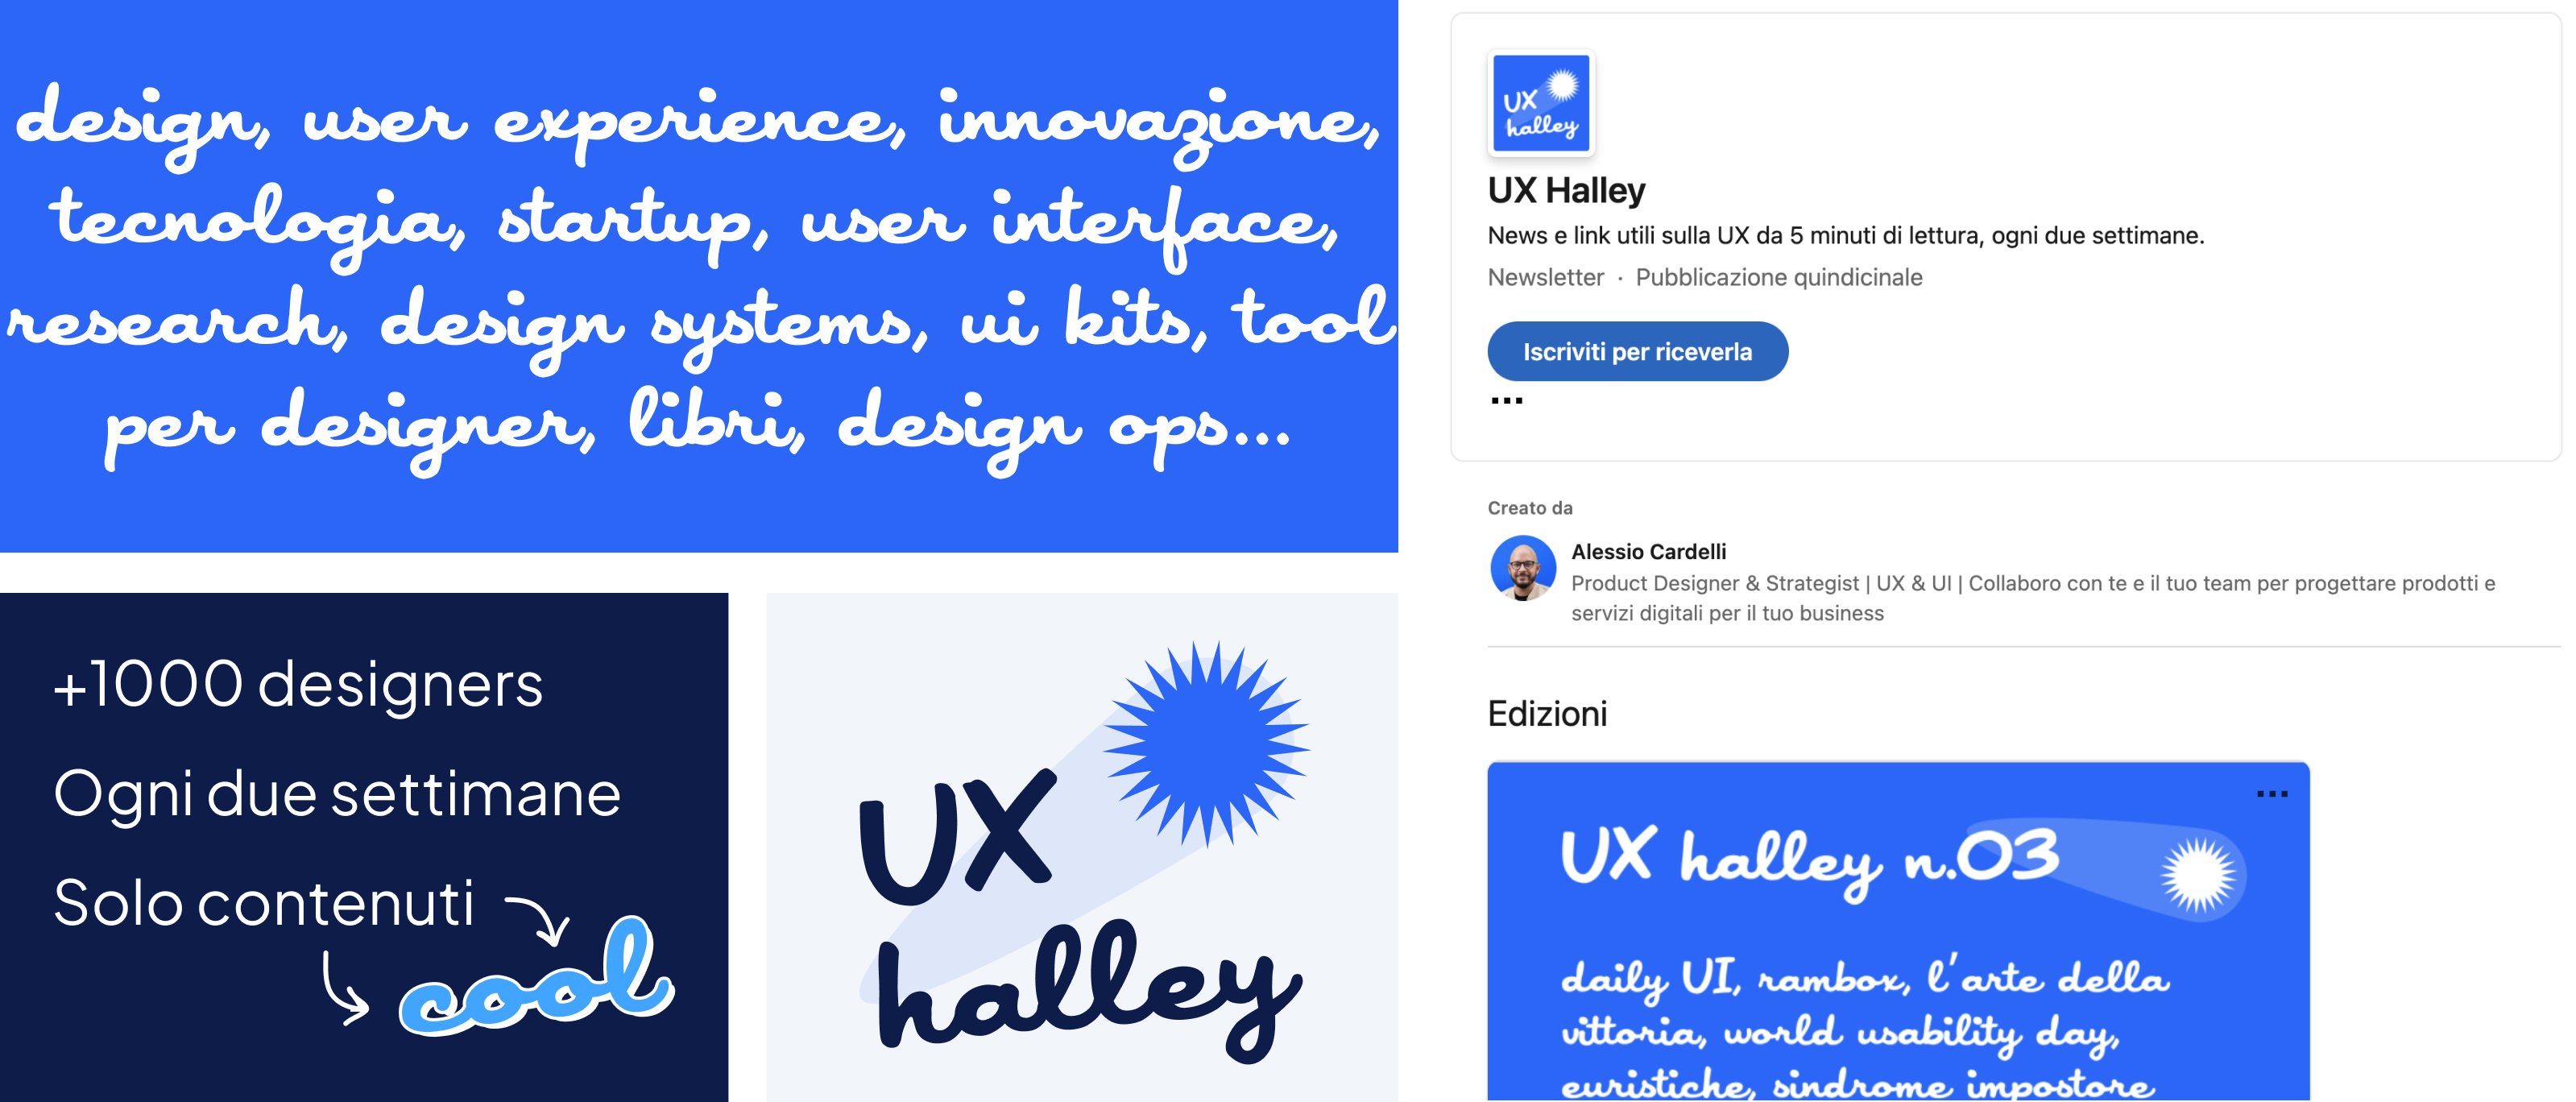 design, user experience, innovazione,
tecnologia, startup, user interface,
research, design systems, ui kits, tool
per designer, libri, design ops...
+1000 designers
Ogni due settimane
Solo contenuti
cool
UX
halley
UX
halley
UX Halley
News e link utili sulla UX da 5 minuti di lettura, ogni due settimane.
Newsletter · Pubblicazione quindicinale
Iscriviti per riceverla
...
Creato da
Alessio Cardelli
Product Designer & Strategist | UX & UI | Collaboro con te e il tuo team per progettare prodotti e
servizi digitali per il tuo business
Edizioni
...
UX halley n.03
daily UI, rambox, l'arte della
vittoria, world usability day,
euristiche, sindrome impostore